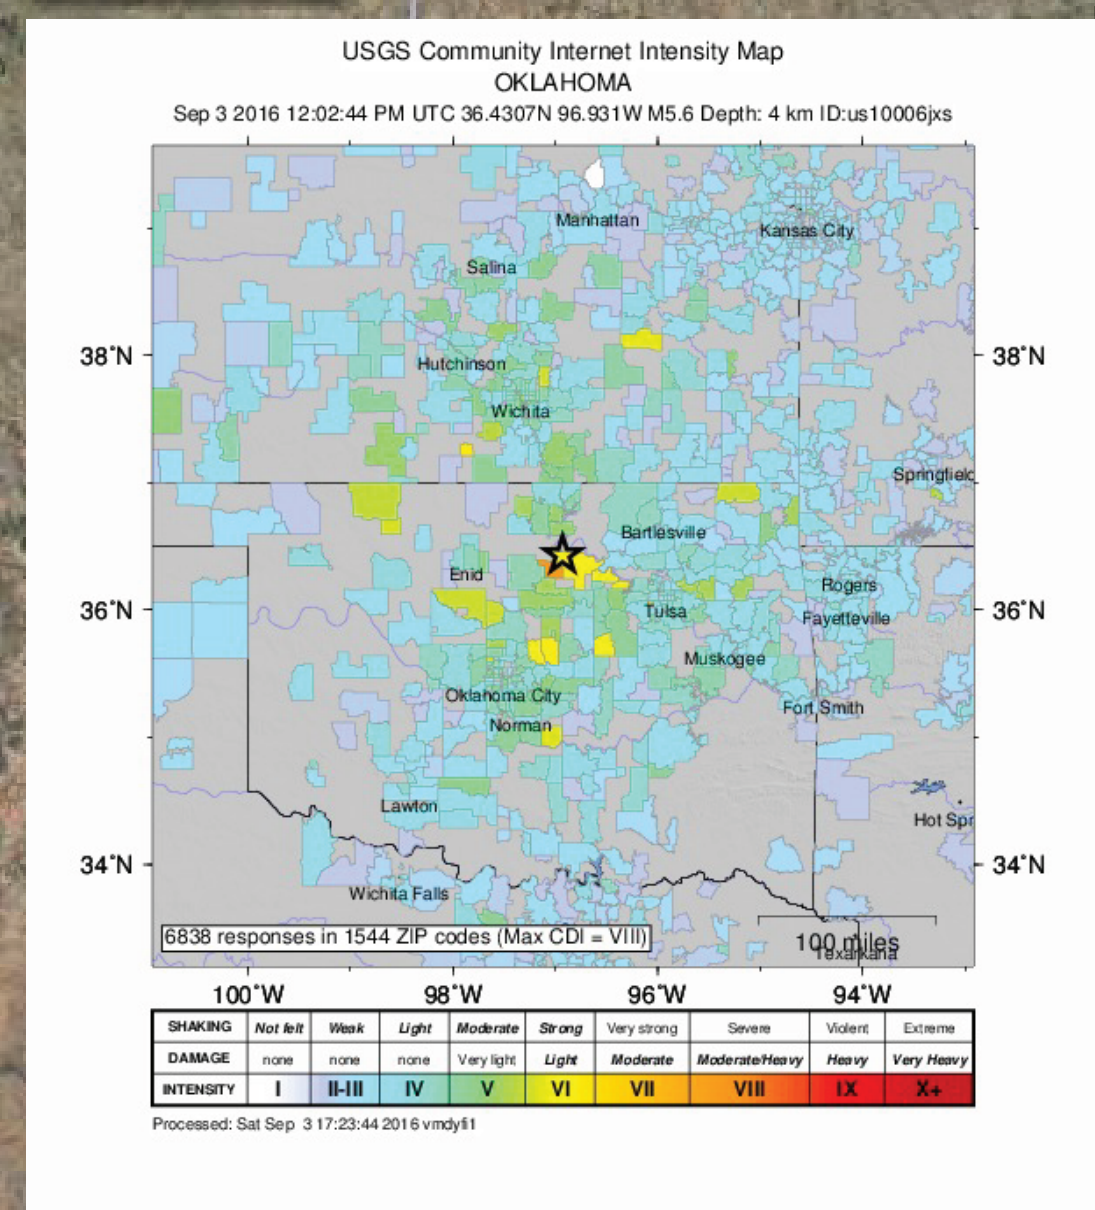 USGS Community Internet Intensity Map
OKLAHOMA
Sep 3 2016 12:02:44 PM UTC 36.4307N 96.931W M5.6 Depth: 4 km ID:us10006jxs
Manhattan
Kansas City
Salina
38˚N
38˚N
Hutchinson
Wichita
Springfield
Bartlesville
Enid
Rogers
36˚N
Tulsa
Fayetteville
36˚N
Muskogee
Oklahoma City
Fort Smith
Norman
Lawton
Hot Spr
34˚N
34˚N
Wichita Falls
6838 responses in 1544 ZIP codes (Max CDI = VIII)
100 miles
Texarkana
100˚W 98˚W 96˚W 94˚W
SHAKING Not felt Weak Light Moderate Strong Very strong Severe Violent Extreme
DAMAGE none none none Very light Light Moderate Moderate/Heavy Heavy Very Heavy
INTENSITY I II-III IV V VI VII VIII IX X+
Processed: Sat Sep 3 17:23:44 2016 vmdyfi1